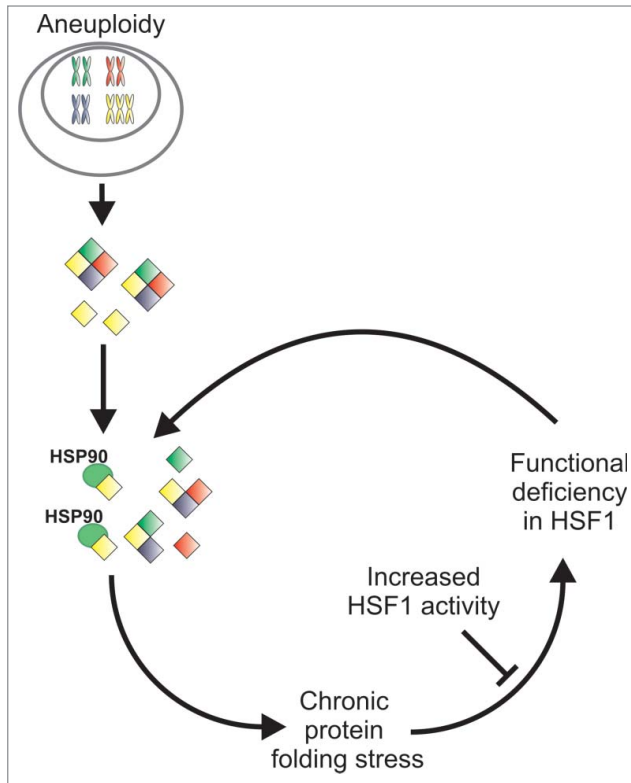 Aneuploidy
HSP90
HSP90
Functional
deficiency
in HSF1
Increased
HSF1 activity
Chronic
protein
folding stress